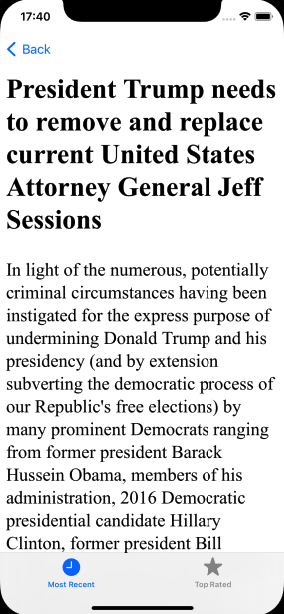 17:40
Back
President Trump needs
to remove and replace
current United States
Attorney General Jeff
Sessions
In light of the numerous, potentially
criminal circumstances having been
instigated for the express purpose of
undermining Donald Trump and his
presidency (and by extension
subverting the democratic process of
our Republic's free elections) by
many prominent Democrats ranging
from former president Barack
Hussein Obama, members of his
administration, 2016 Democratic
presidential candidate Hillary
Clinton, former president Bill
Most Recent
Top Rated